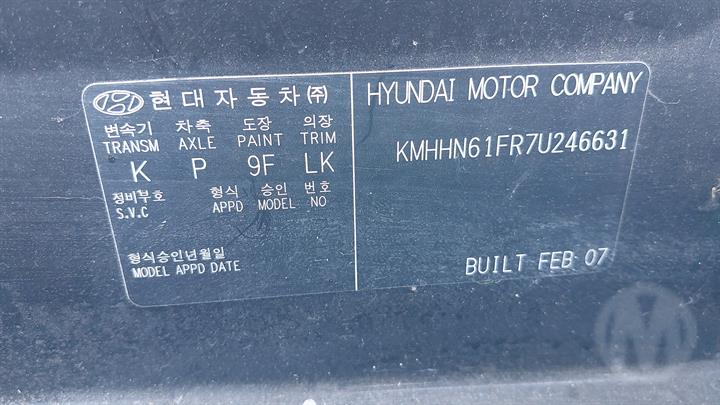 현대자동차㈜
변속기 차축 도장 의장
TRANSM AXLE PAINT TRIM
K P 9F LK
정비부호 형식 승인 번호
S.V.C APPD MODEL NO
형식승인년월일
MODEL APPD DATE
HYUNDAI MOTOR COMPANY
KMHHN61FR7U246631
BUILT FEB 07
M